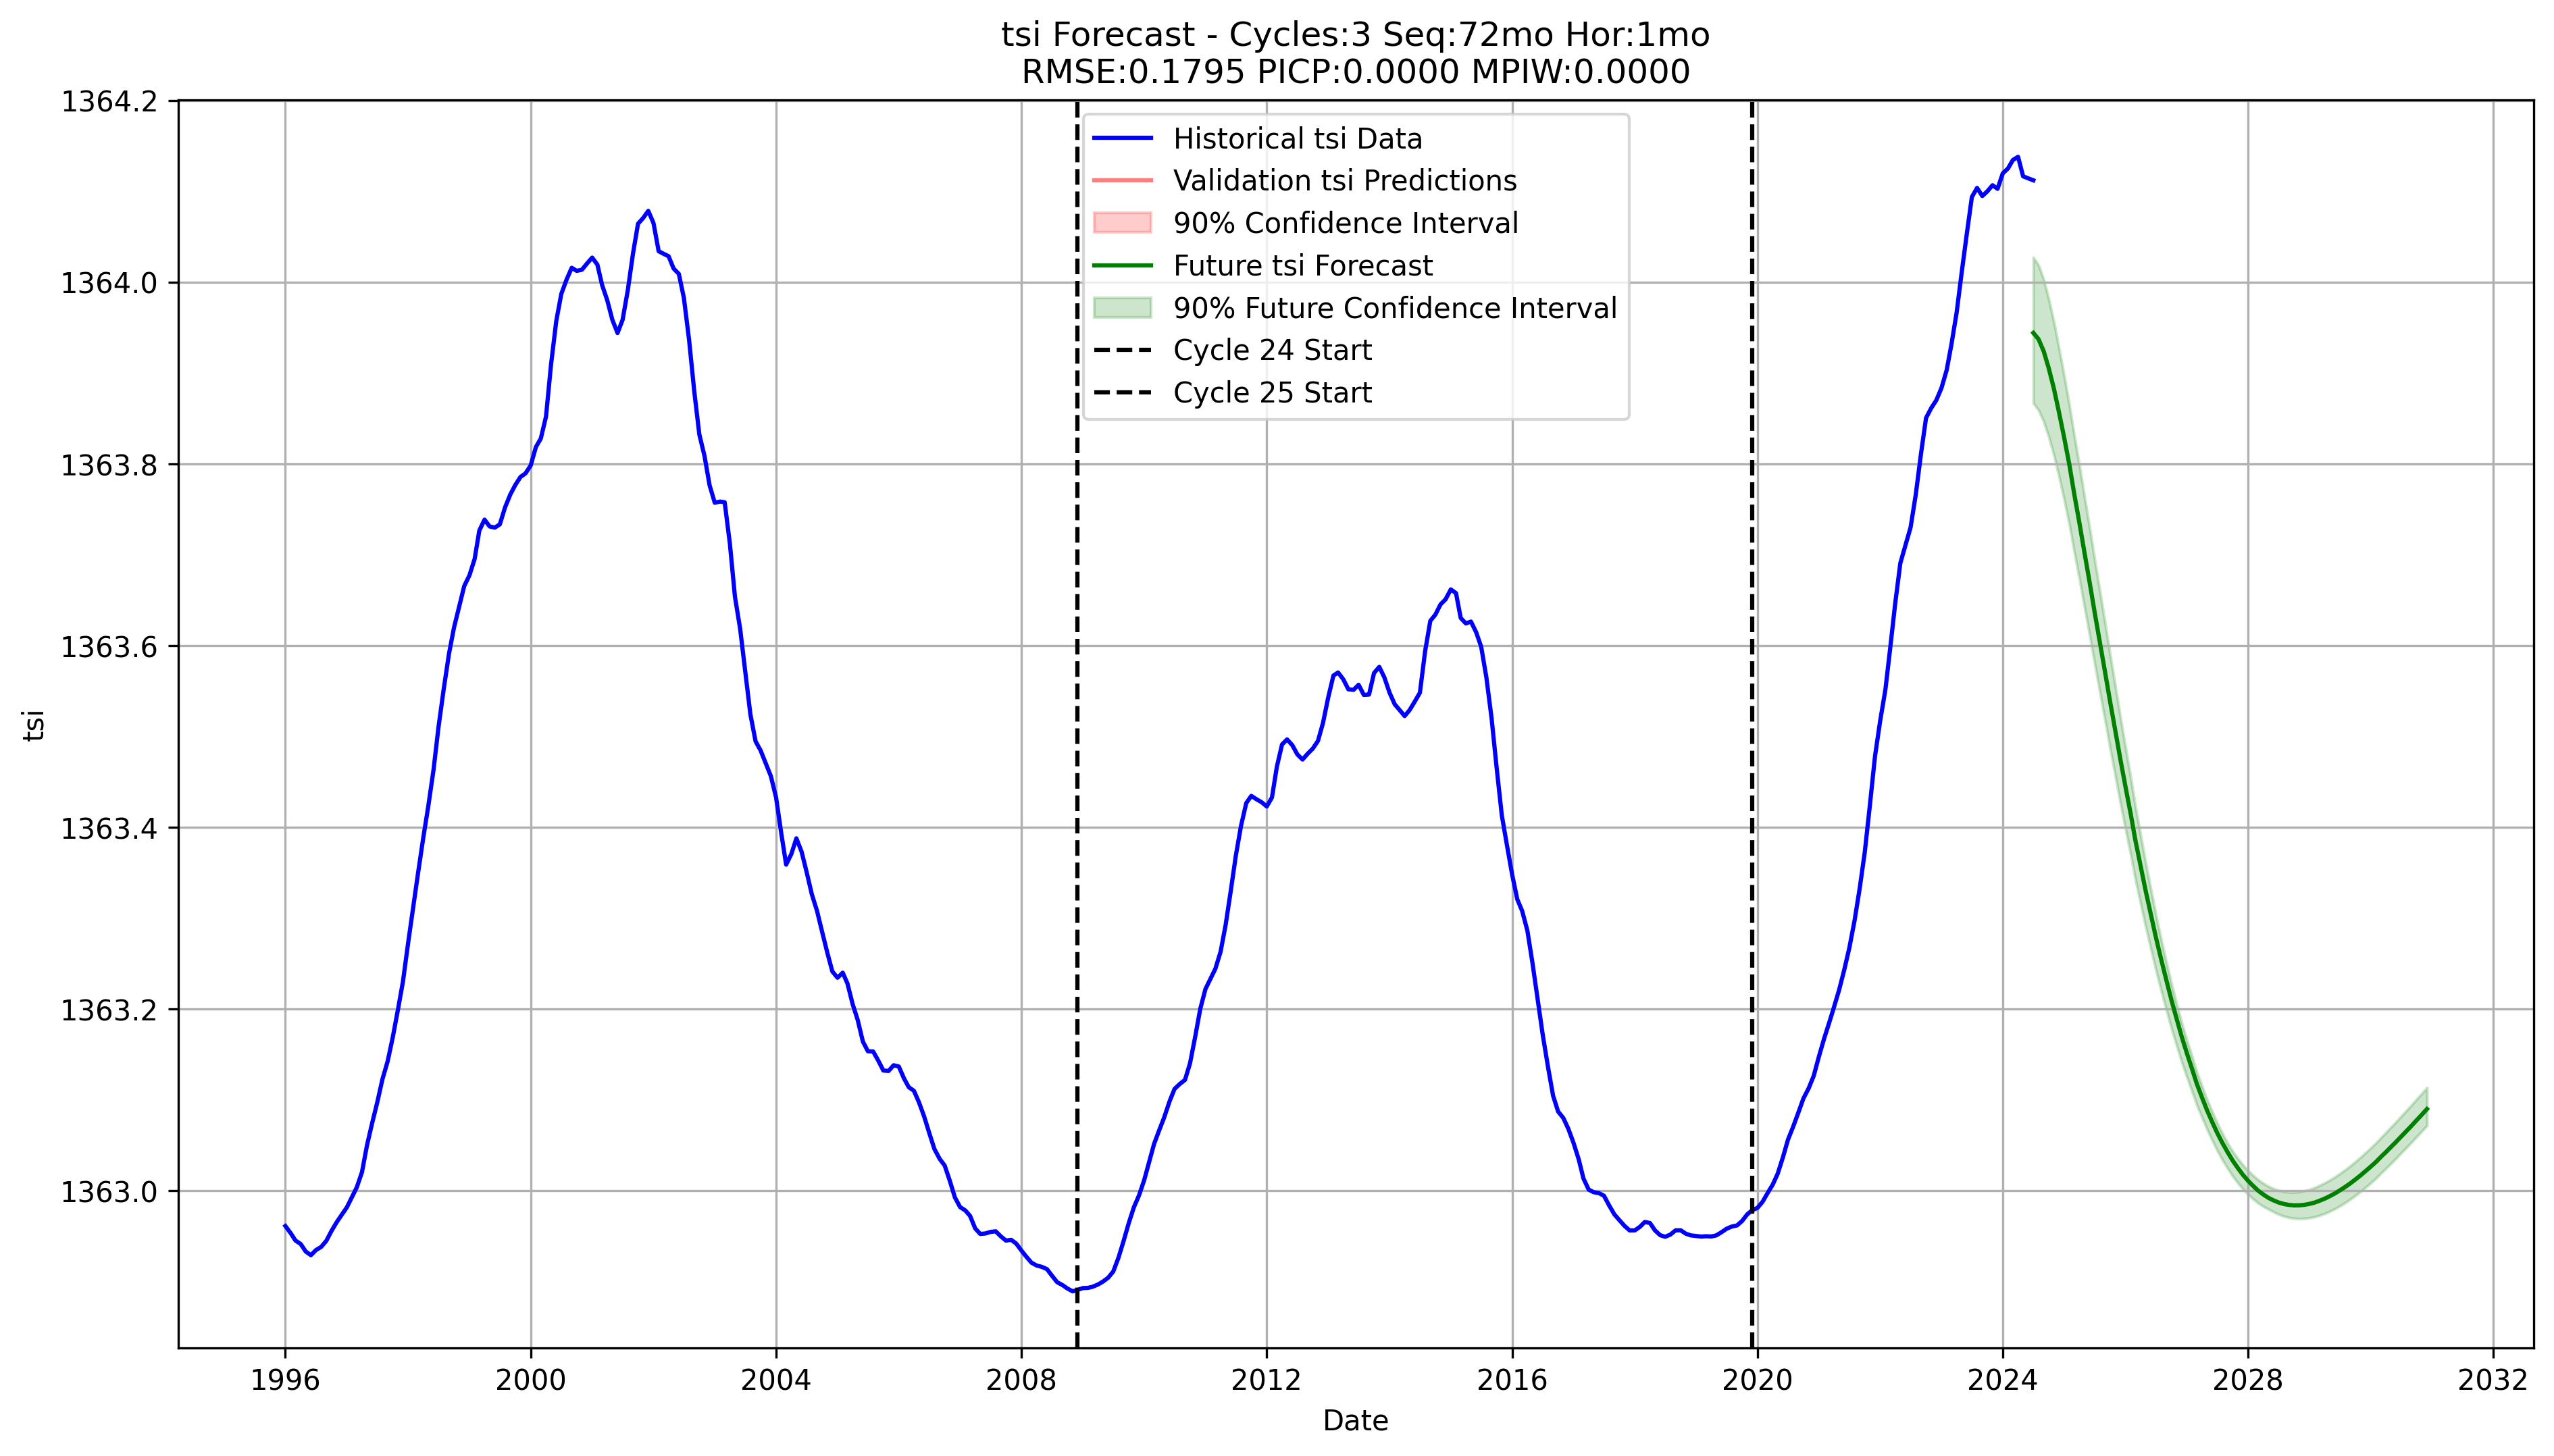 tsi Forecast - Cycles:3 Seq:72mo Hor:1mo
RMSE:0.1795 PICP:0.0000 MPIW:0.0000
1364.2
1364.0
1363.8
1363.6
1363.4
1363.2
1363.0
tsi
Historical tsi Data
Validation tsi Predictions
90% Confidence Interval
Future tsi Forecast
90% Future Confidence Interval
Cycle 24 Start
Cycle 25 Start
1996 2000 2004 2008 2012 2016 2020 2024 2028 2032
Date